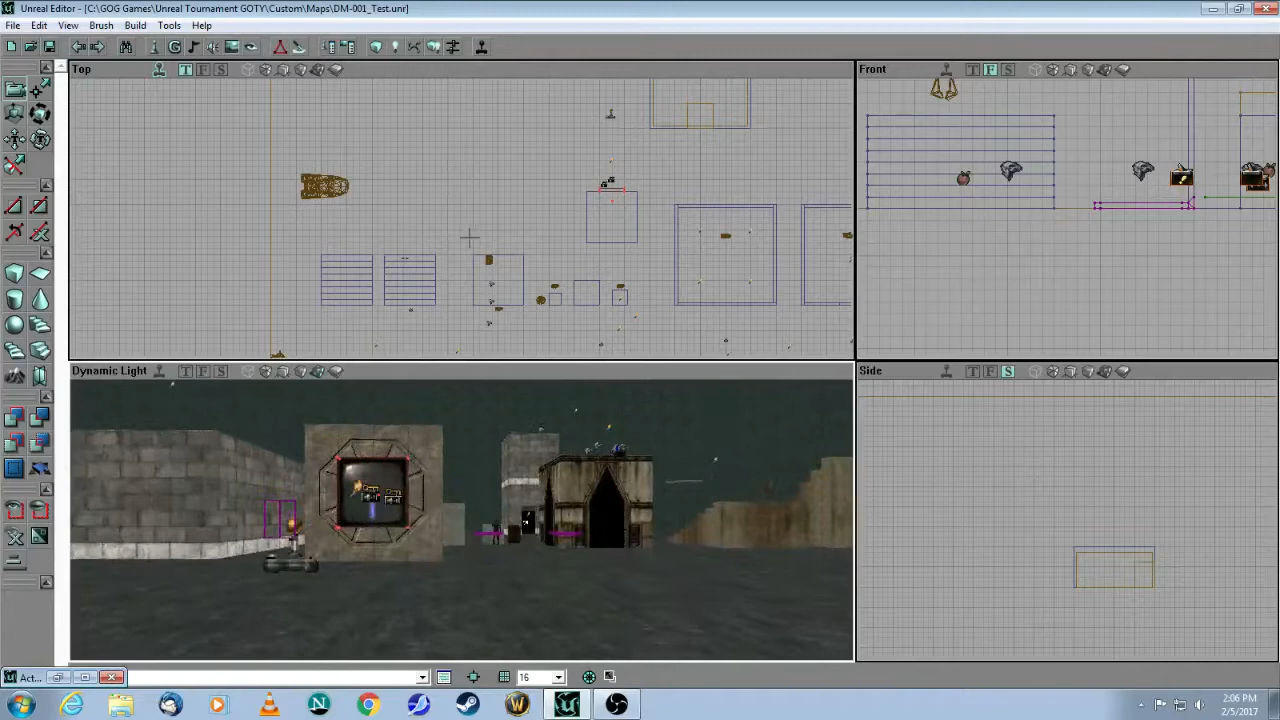 Unreal Editor - [C:\GOG Games\Unreal Tournament GOTY\Custom\Maps\DM-001_Test.unr]
File Edit View Brush Build Tools Help
Top T F S
Front T F S
Dynamic Light T F S
Side T F S
Act...
16
2:06 PM
2/5/2017